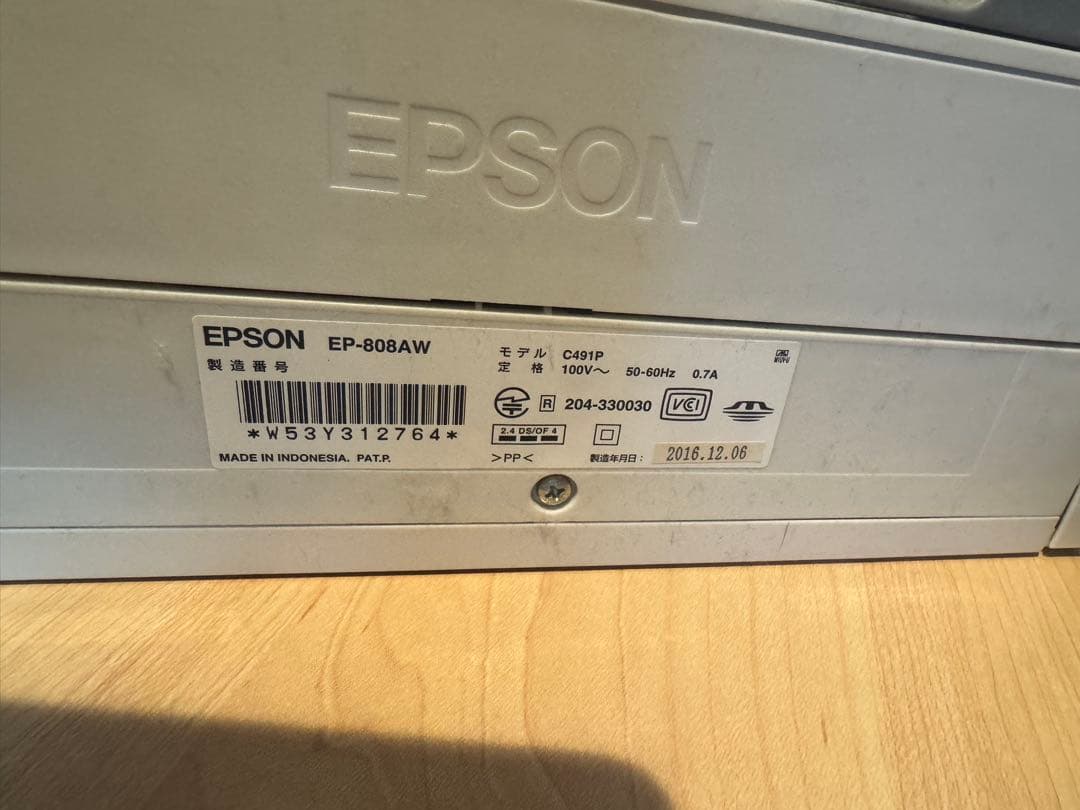 EPSON
EPSON EP-808AW
製造番号
*W53Y312764*
MADE IN INDONESIA. PAT.P.
モデル C491P
定格 100V～ 50-60Hz 0.7A
R 204-330030 VCI
2.4 DS/OF 4
>PP<
製造年月日: 2016.12.06